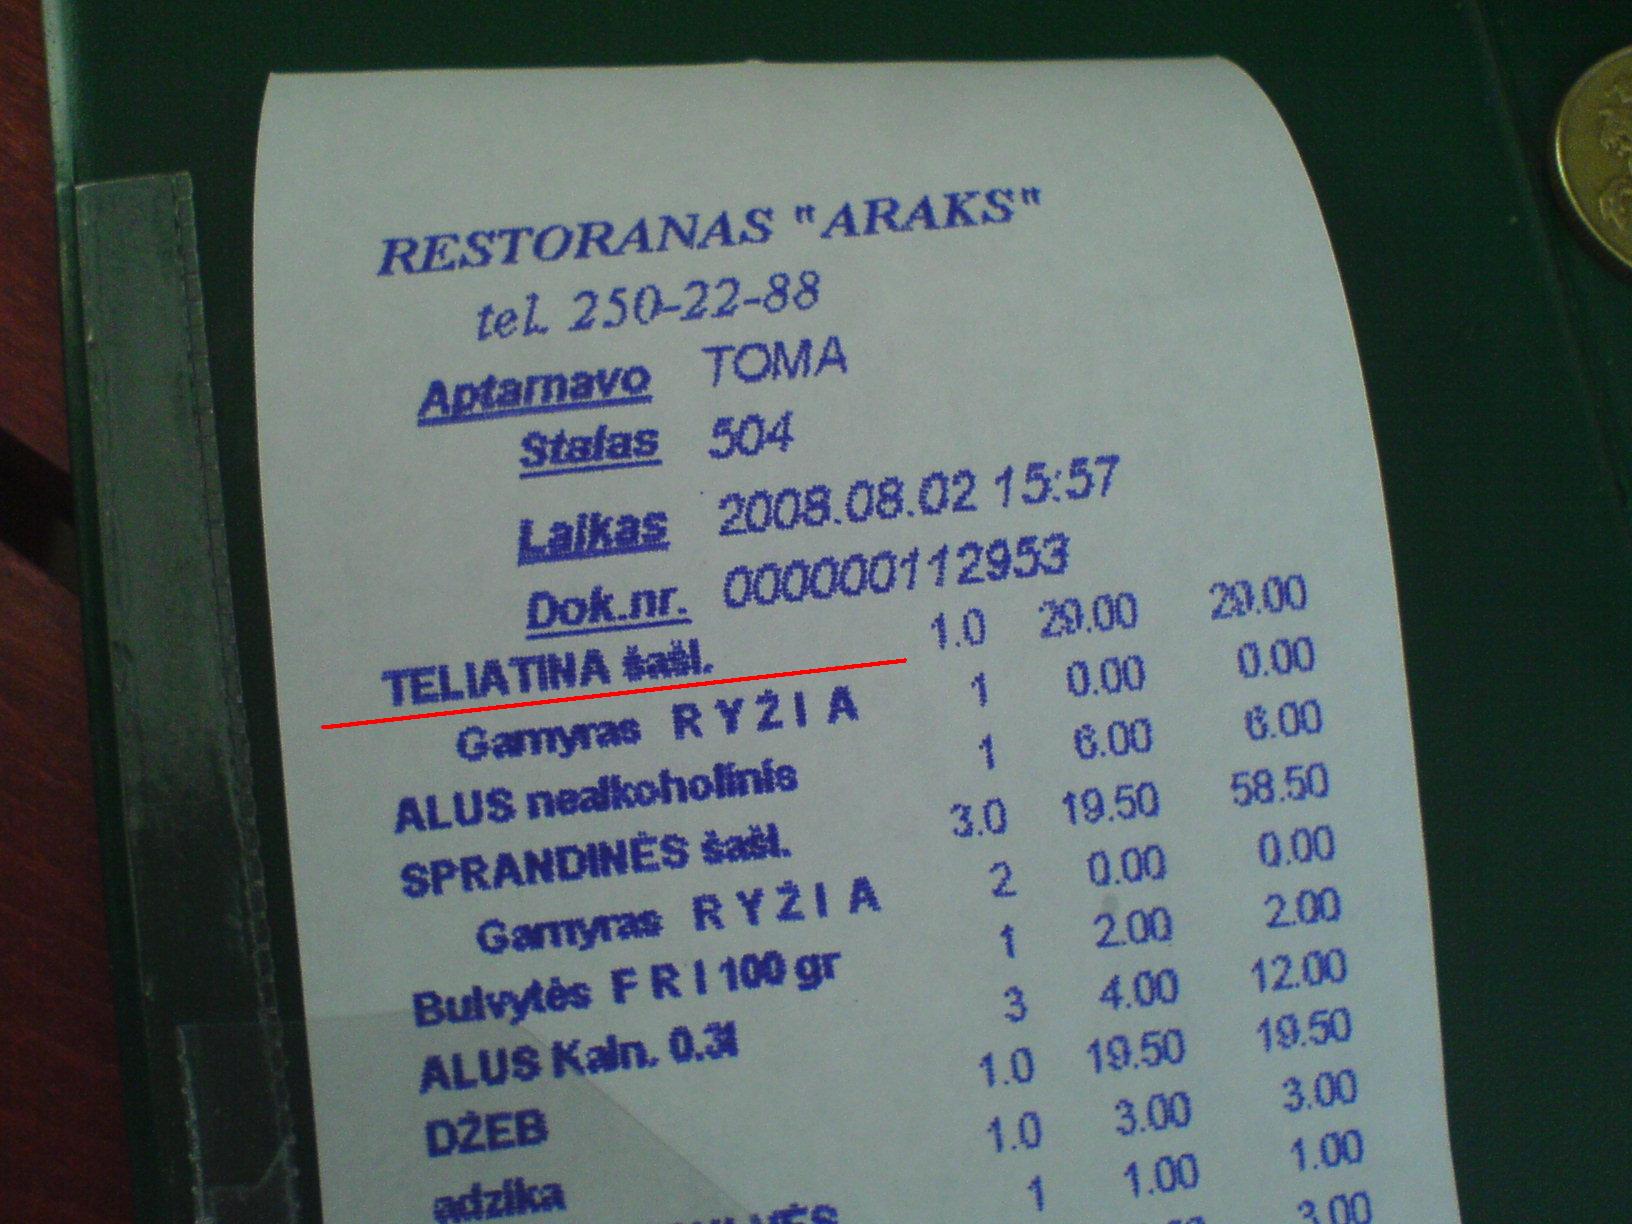 RESTORANAS "ARAKS"
tel. 250-22-88
Aptarnavo TOMA
Stalas 504
Laikas 2008.08.02 15:57
Dok.nr. 000000112953
TELIATINA šašl. 1.0 29.00 29.00
Garnyras R Y Ž I A 1 0.00 0.00
ALUS nealkoholinis 1 6.00 6.00
SPRANDINĖS šašl. 3.0 19.50 58.50
Garnyras R Y Ž I A 2 0.00 0.00
Bulvytės F R I 100 gr 1 2.00 2.00
ALUS Kaln. 0.3l 3 4.00 12.00
DŽEB 1.0 19.50 19.50
adzika 1.0 3.00 3.00
1 1.00 1.00
3.00